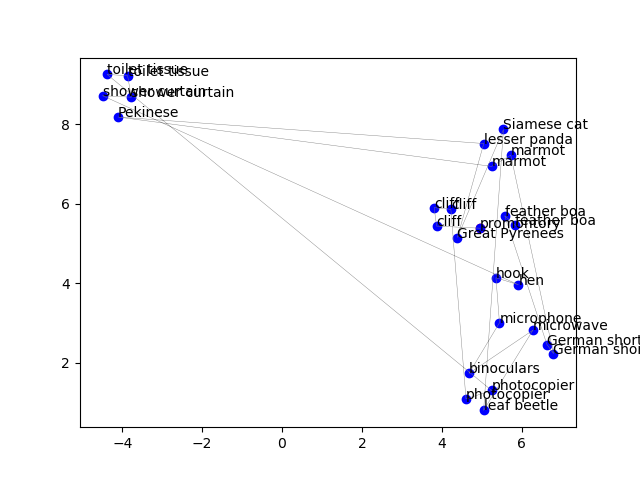 toilet tissue
toilet tissue
shower curtain
shower curtain
Pekinese
Siamese cat
lesser panda
marmot
marmot
cliff
cliff
cliff
promontory
feather boa
feather boa
Great Pyrenees
hook
hen
microphone
microwave
German short
German shor
binoculars
photocopier
photocopier
leaf beetle
8
6
4
2
−4
−2
0
2
4
6